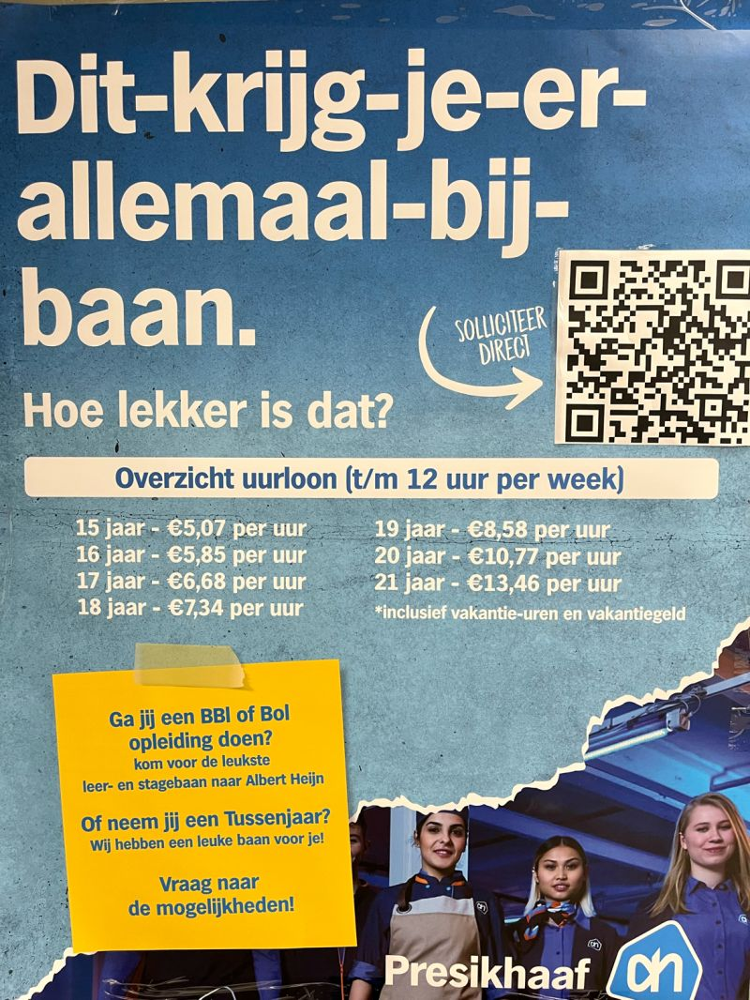 Dit-krijg-je-er-
allemaal-bij-
baan.
SOLLICITEER
DIRECT
Hoe lekker is dat?
Overzicht uurloon (t/m 12 uur per week)
15 jaar - €5,07 per uur
16 jaar - €5,85 per uur
17 jaar - €6,68 per uur
18 jaar - €7,34 per uur
19 jaar - €8,58 per uur
20 jaar - €10,77 per uur
21 jaar - €13,46 per uur
*inclusief vakantie-uren en vakantiegeld
Ga jij een BBl of Bol
opleiding doen?
kom voor de leukste
leer- en stagebaan naar Albert Heijn
Of neem jij een Tussenjaar?
Wij hebben een leuke baan voor je!
Vraag naar
de mogelijkheden!
Presikhaaf
ah